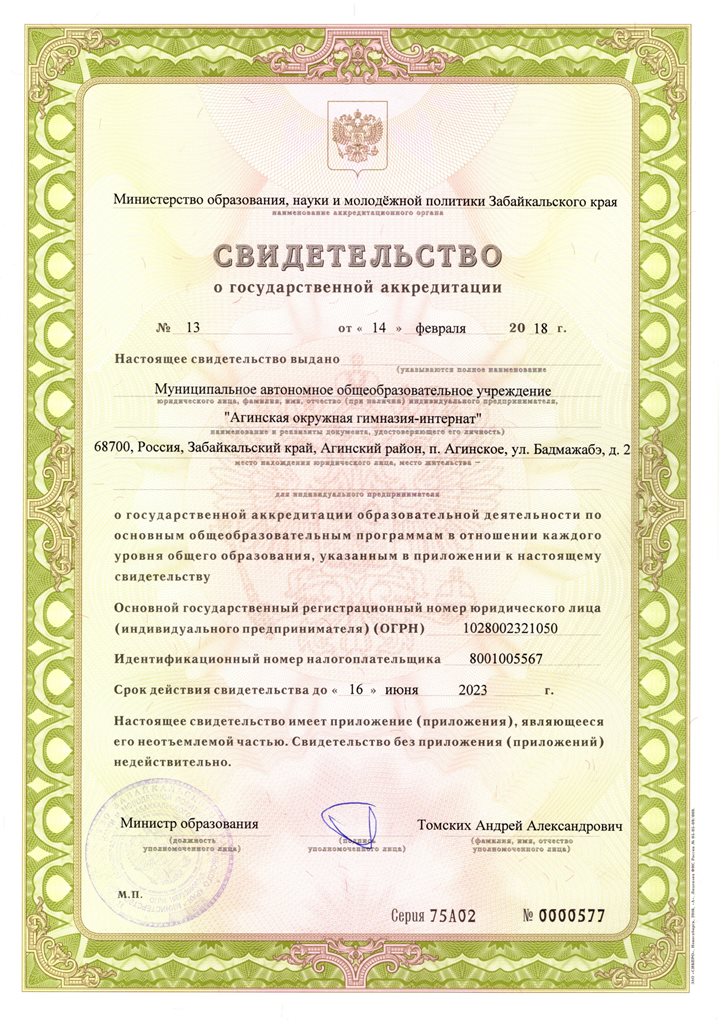 Министерство образования, науки и молодёжной политики Забайкальского края
наименование аккредитационного органа
СВИДЕТЕЛЬСТВО
о государственной аккредитации
№ 13 от « 14 » февраля 20 18 г.
Настоящее свидетельство выдано
(указываются полное наименование
Муниципальное автономное общеобразовательное учреждение
юридического лица, фамилия, имя, отчество (при наличии) индивидуального предпринимателя,
"Агинская окружная гимназия-интернат"
наименование и реквизиты документа, удостоверяющего его личность)
68700, Россия, Забайкальский край, Агинский район, п. Агинское, ул. Бадмажабэ, д. 2
место нахождения юридического лица, место жительства –
для индивидуального предпринимателя
о государственной аккредитации образовательной деятельности по
основным общеобразовательным программам в отношении каждого
уровня общего образования, указанным в приложении к настоящему
свидетельству
Основной государственный регистрационный номер юридического лица
(индивидуального предпринимателя) (ОГРН) 1028002321050
Идентификационный номер налогоплательщика 8001005567
Срок действия свидетельства до « 16 » июня 2023 г.
Настоящее свидетельство имеет приложение (приложения), являющееся
его неотъемлемой частью. Свидетельство без приложения (приложений)
недействительно.
Министр образования Томских Андрей Александрович
(должность (подпись (фамилия, имя, отчество
уполномоченного лица) уполномоченного лица) уполномоченного лица)
М.П.
Серия 75А02 № 0000577